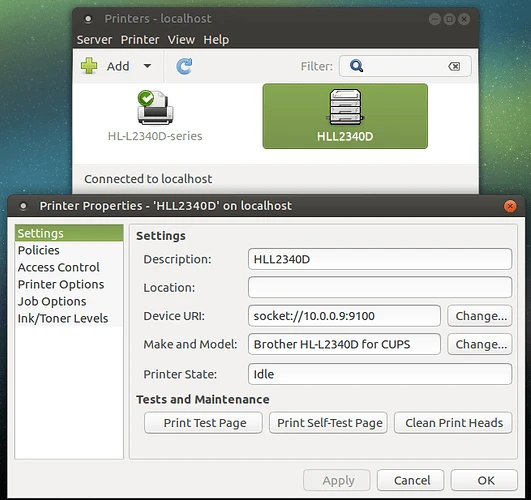 Printers - localhost
Server Printer View Help
Add Filter:
HL-L2340D-series HLL2340D
Connected to localhost
Printer Properties - 'HLL2340D' on localhost
Settings
Policies
Access Control
Printer Options
Job Options
Ink/Toner Levels
Settings
Description: HLL2340D
Location:
Device URI: socket://10.0.0.9:9100 Change...
Make and Model: Brother HL-L2340D for CUPS Change...
Printer State: Idle
Tests and Maintenance
Print Test Page Print Self-Test Page Clean Print Heads
Apply Cancel OK